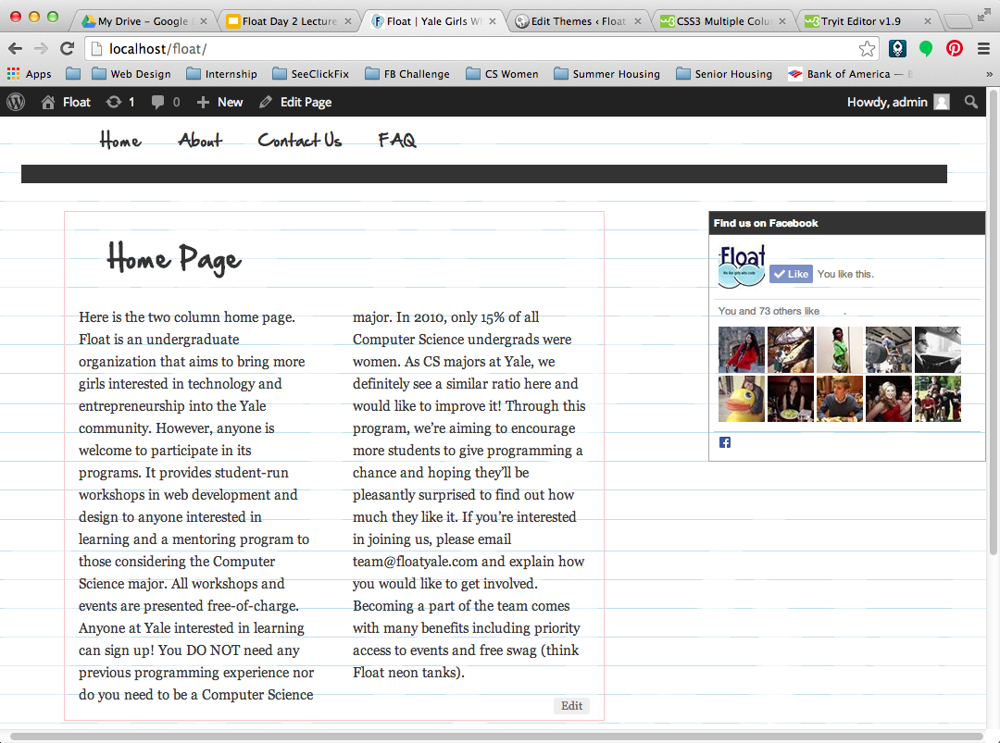 My Drive – Google
Float Day 2 Lecture
Float | Yale Girls W
Edit Themes ‹ Float
CSS3 Multiple Colu
Tryit Editor v1.9
localhost/float/
Apps
Web Design
Internship
SeeClickFix
FB Challenge
CS Women
Summer Housing
Senior Housing
Bank of America —
»
Float
1
0
New
Edit Page
Howdy, admin
Home
About
Contact Us
FAQ
Home Page
Here is the two column home page.
Float is an undergraduate
organization that aims to bring more
girls interested in technology and
entrepreneurship into the Yale
community. However, anyone is
welcome to participate in its
programs. It provides student-run
workshops in web development and
design to anyone interested in
learning and a mentoring program to
those considering the Computer
Science major. All workshops and
events are presented free-of-charge.
Anyone at Yale interested in learning
can sign up! You DO NOT need any
previous programming experience nor
do you need to be a Computer Science
major. In 2010, only 15% of all
Computer Science undergrads were
women. As CS majors at Yale, we
definitely see a similar ratio here and
would like to improve it! Through this
program, we’re aiming to encourage
more students to give programming a
chance and hoping they’ll be
pleasantly surprised to find out how
much they like it. If you’re interested
in joining us, please email
team@floatyale.com and explain how
you would like to get involved.
Becoming a part of the team comes
with many benefits including priority
access to events and free swag (think
Float neon tanks).
Edit
Find us on Facebook
Float
We like girls who code
Like
You like this.
You and 73 others like .